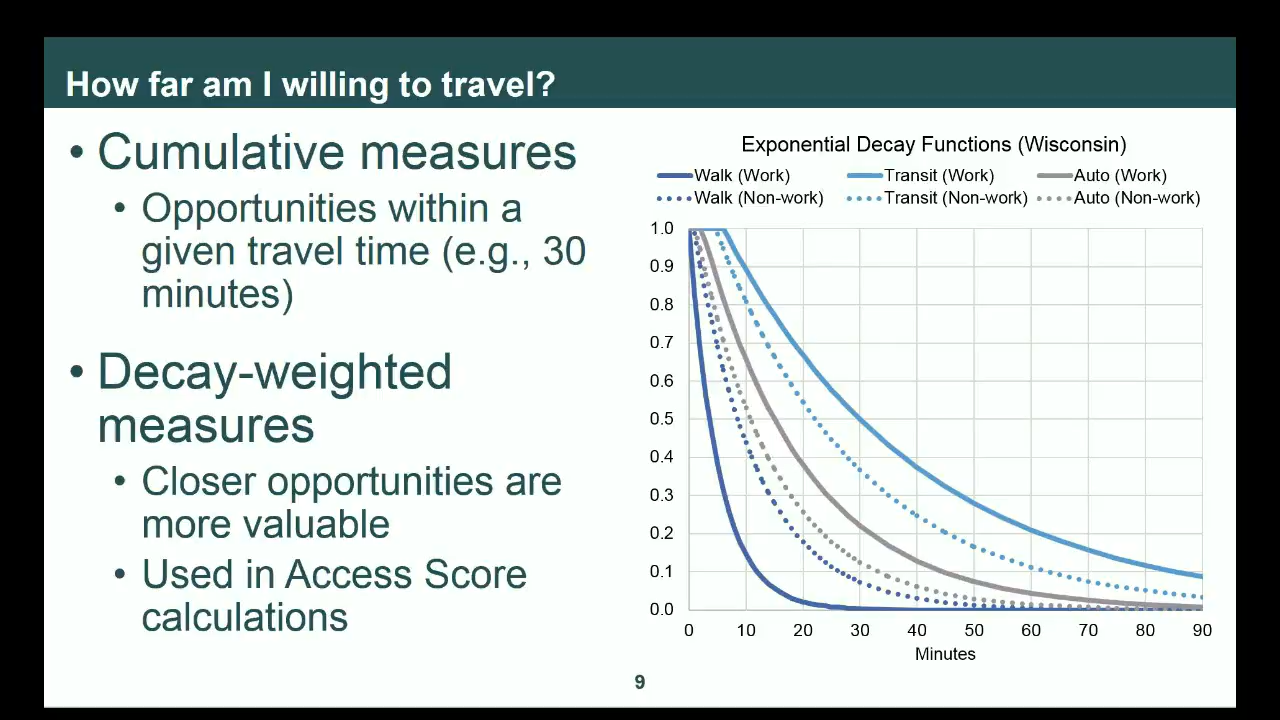 How far am I willing to travel?
• Cumulative measures
• Opportunities within a
given travel time (e.g., 30
minutes)
• Decay-weighted
measures
• Closer opportunities are
more valuable
• Used in Access Score
calculations
Exponential Decay Functions (Wisconsin)
Walk (Work) Transit (Work) Auto (Work)
Walk (Non-work) Transit (Non-work) Auto (Non-work)
1.0
0.9
0.8
0.7
0.6
0.5
0.4
0.3
0.2
0.1
0.0
0 10 20 30 40 50 60 70 80 90
Minutes
9